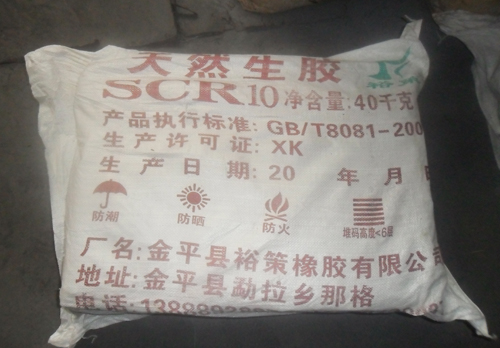 天然生胶
SCR10 净含量:40千克
产品执行标准: GB/T8081-200
生产许可证: XK
生产日期: 20 年 月
防潮 防晒 防火 堆码高度<6层
厂名:金平县裕策橡胶有限公司
地址:金平县勐拉乡那格
电话: